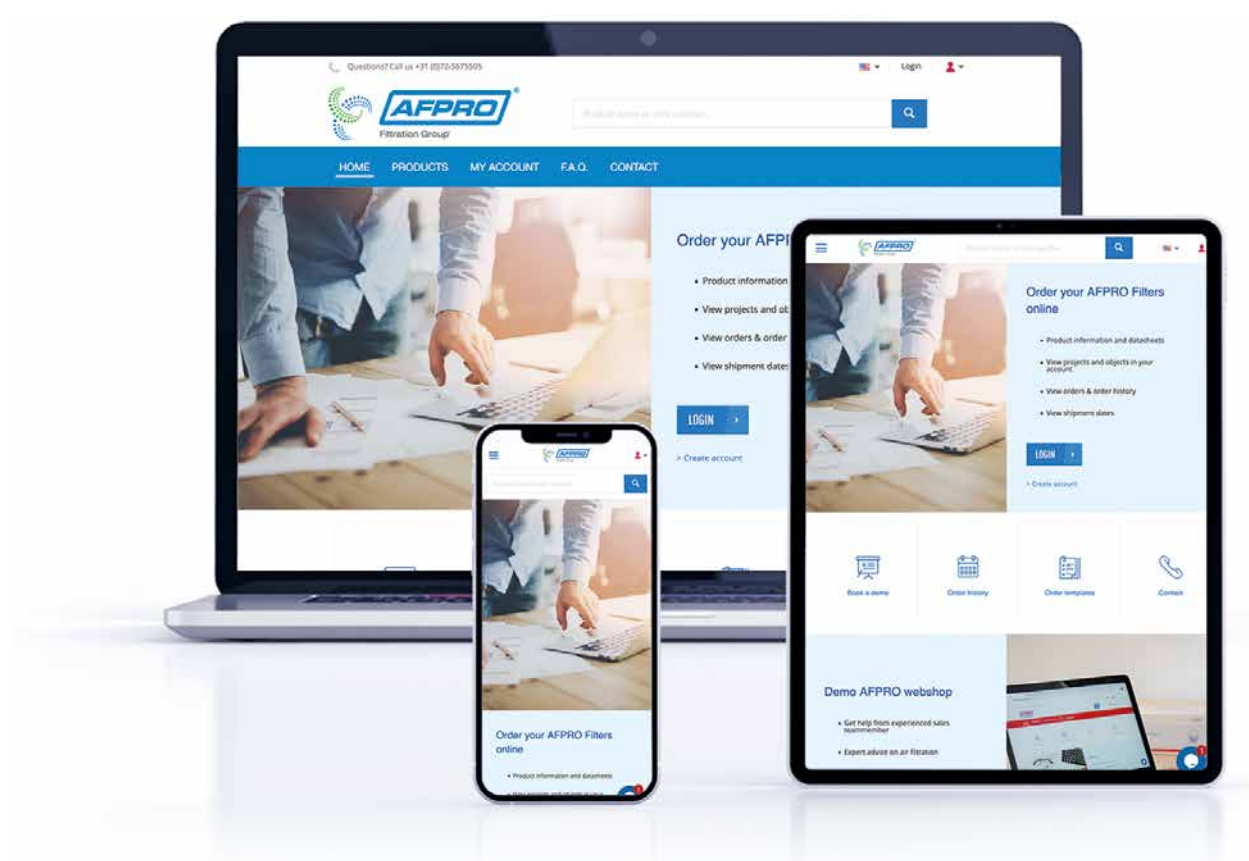 Questions? Call us +31 (0)72-5675505
Login
AFPRO®
Filtration Group®
HOME PRODUCTS MY ACCOUNT F.A.Q. CONTACT
Order your AFP
• Product information
• View projects and ob
• View orders & order
• View shipment dates
LOGIN >
> Create account
AFPRO
Order your AFPRO Filters
online
• Product information and datasheets
• View projects and objects in your
account
• View orders & order history
• View shipment dates
LOGIN >
> Create account
Book a demo
Order history
Order templates
Contact
Demo AFPRO webshop
• Get help from experienced sales
teammember
• Expert advice on air filtration
1
AFPRO
Order your AFPRO Filters
online
• Product information and datasheets